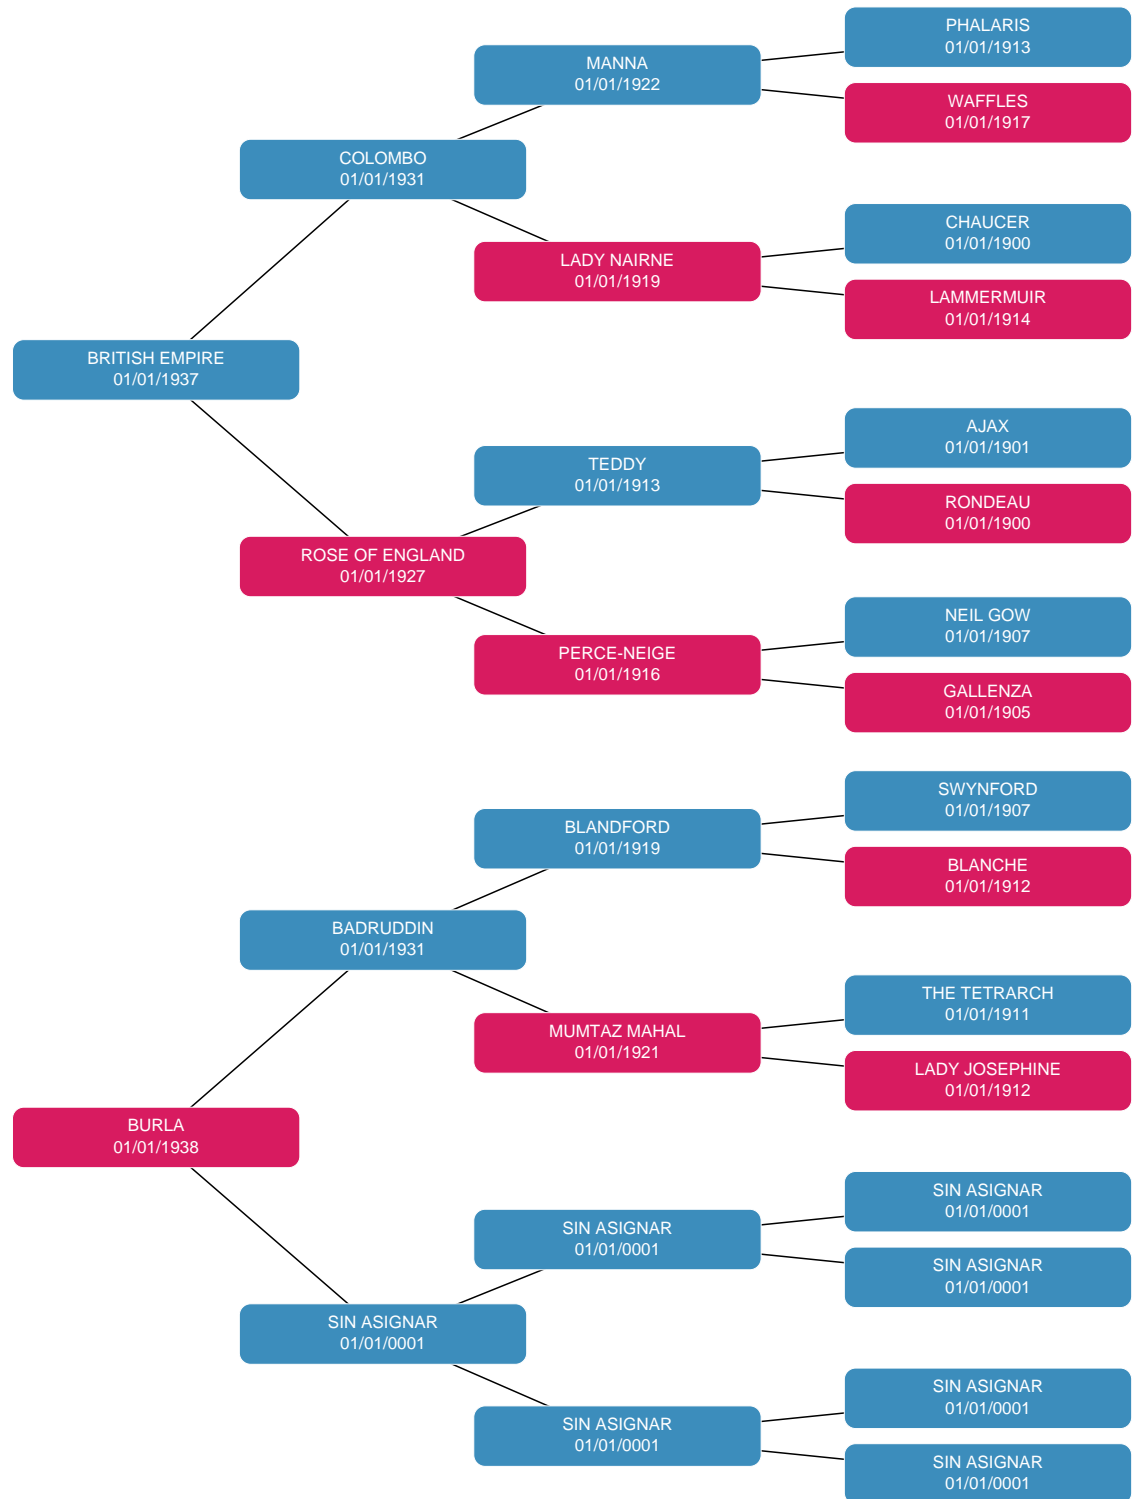 PHALARIS
01/01/1913
MANNA
01/01/1922
WAFFLES
01/01/1917
COLOMBO
01/01/1931
CHAUCER
01/01/1900
LADY NAIRNE
01/01/1919
LAMMERMUIR
01/01/1914
BRITISH EMPIRE
01/01/1937
AJAX
01/01/1901
TEDDY
01/01/1913
RONDEAU
01/01/1900
ROSE OF ENGLAND
01/01/1927
NEIL GOW
01/01/1907
PERCE-NEIGE
01/01/1916
GALLENZA
01/01/1905
SWYNFORD
01/01/1907
BLANDFORD
01/01/1919
BLANCHE
01/01/1912
BADRUDDIN
01/01/1931
THE TETRARCH
01/01/1911
MUMTAZ MAHAL
01/01/1921
LADY JOSEPHINE
01/01/1912
BURLA
01/01/1938
SIN ASIGNAR
01/01/0001
SIN ASIGNAR
01/01/0001
SIN ASIGNAR
01/01/0001
SIN ASIGNAR
01/01/0001
SIN ASIGNAR
01/01/0001
SIN ASIGNAR
01/01/0001
SIN ASIGNAR
01/01/0001